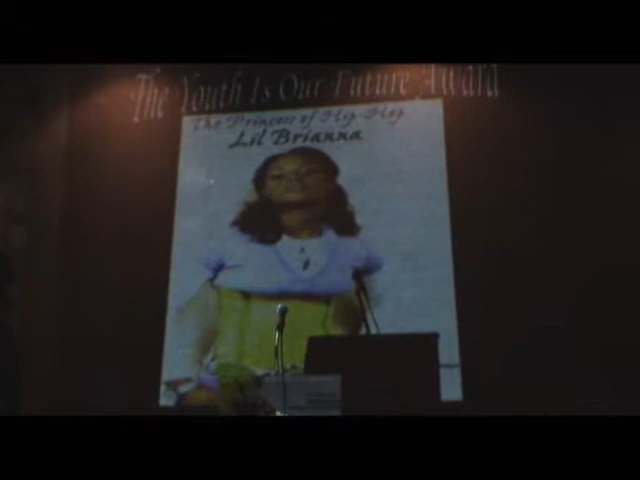 The Youth Is Our Future Award
The Princess of Hip-Hop
Lil Brianna